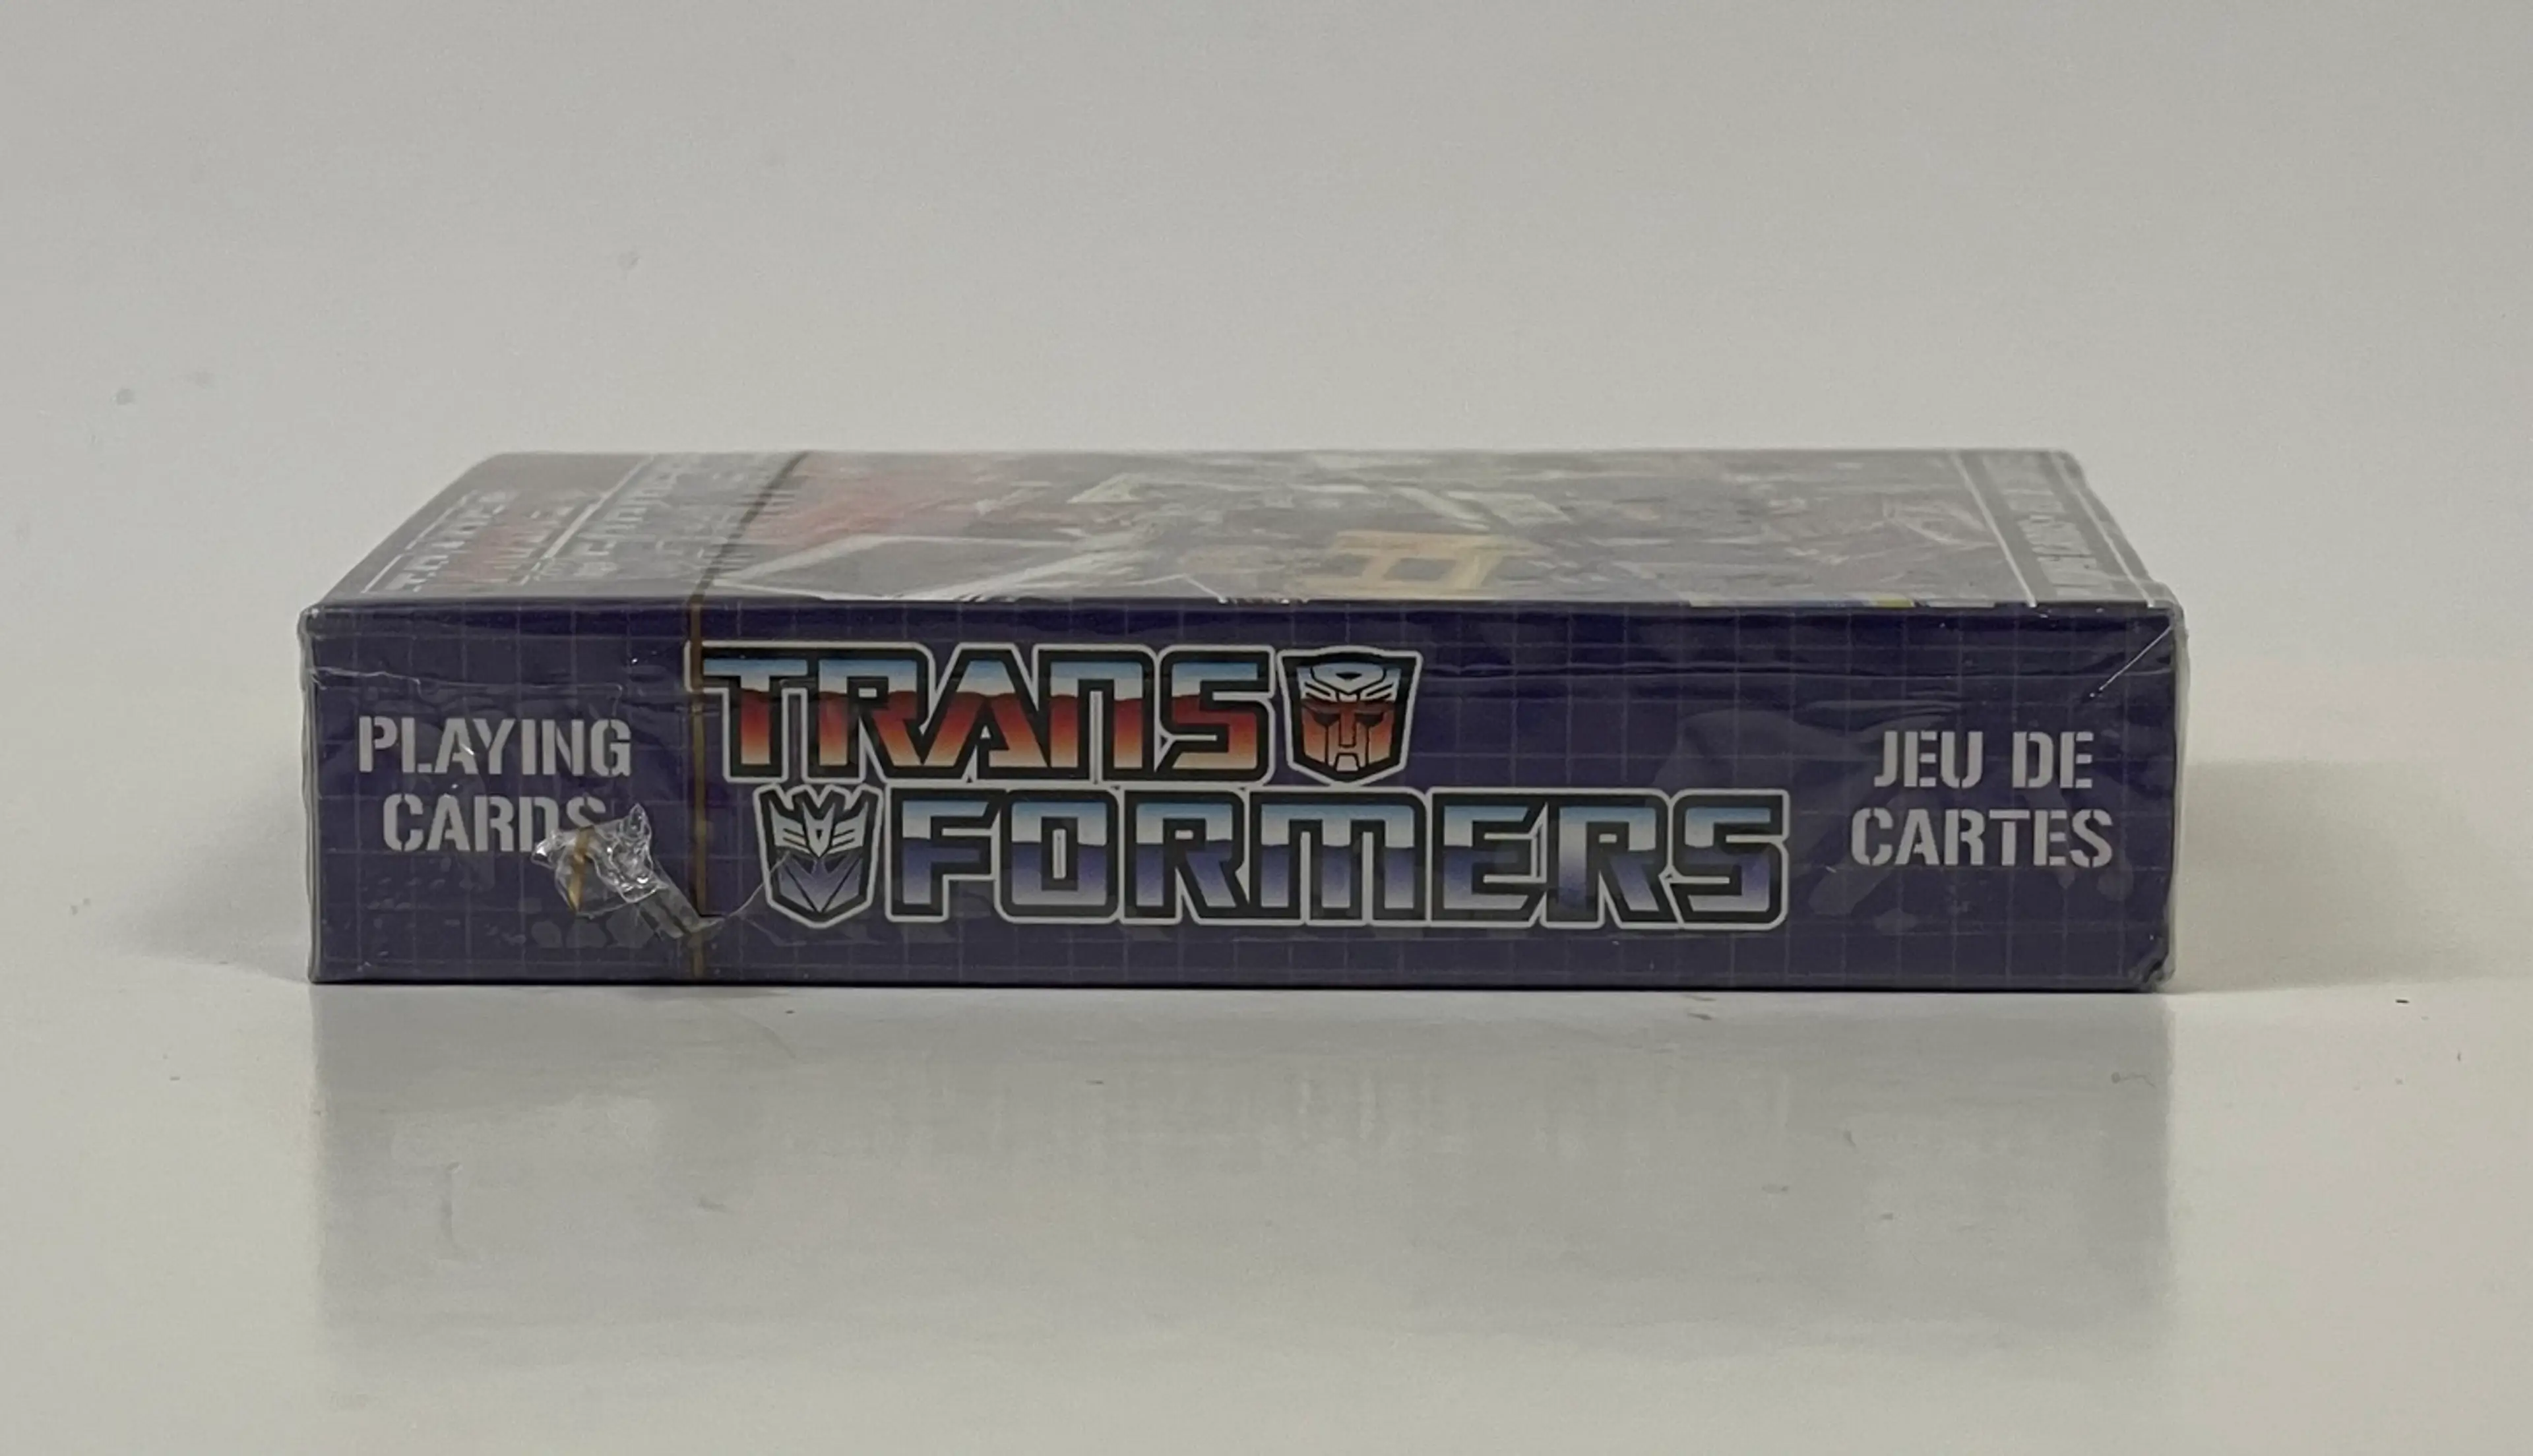 PLAYING
CARDS
TRANS
FORMERS
JEU DE
CARTES